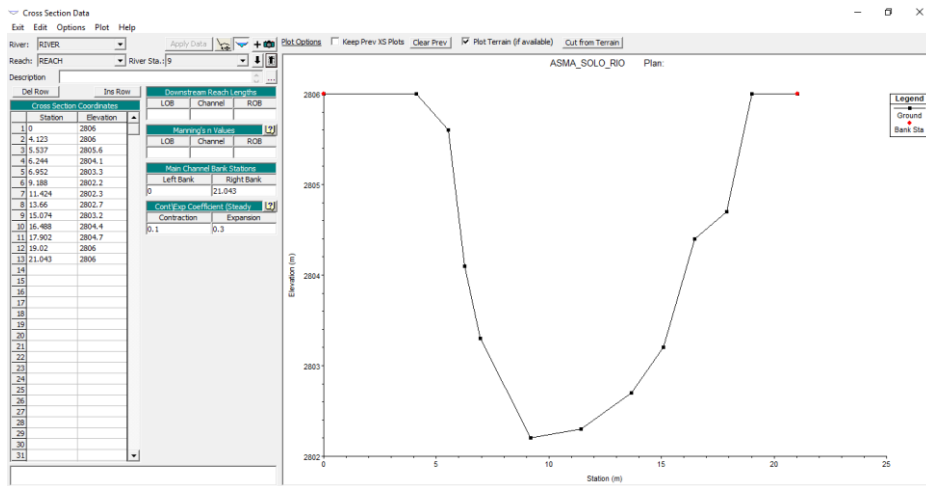 Cross Section Data
Exit Edit Options Plot Help
River: RIVER Apply Data Plot Options Keep Prev XS Plots Clear Prev Plot Terrain (if available) Cut from Terrain
Reach: REACH River Sta.: 9
Description ...
Del Row Ins Row
Cross Section Coordinates
Station Elevation
1 0 2806
2 4.123 2806
3 5.537 2805.6
4 6.244 2804.1
5 6.952 2803.3
6 9.188 2802.2
7 11.424 2802.3
8 13.66 2802.7
9 15.074 2803.2
10 16.488 2804.4
11 17.902 2804.7
12 19.02 2806
13 21.043 2806
14
15
16
17
18
19
20
21
22
23
24
25
26
27
28
29
30
31
Downstream Reach Lengths
LOB Channel ROB
Manning's n Values ?
LOB Channel ROB
Main Channel Bank Stations
Left Bank Right Bank
0 21.043
Cont\Exp Coefficient (Steady ?
Contraction Expansion
0.1 0.3
ASMA_SOLO_RIO Plan:
2806
2805
2804
2803
2802
Elevation (m)
0 5 10 15 20 25
Station (m)
Legend
Ground
Bank Sta